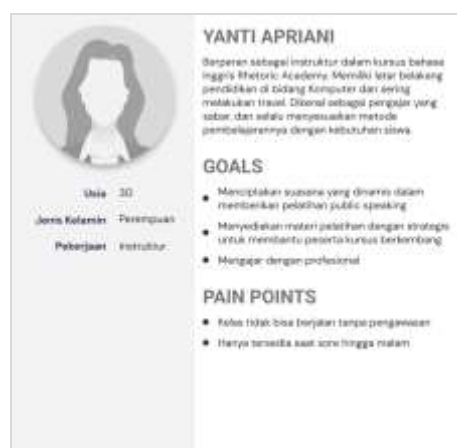 YANTI APRIANI
Berperan sebagai instruktur dalam kursus bahasa
Inggris Rhetoric Academy. Memiliki latar belakang
pendidikan di bidang Komputer dan sering
melakukan travel. Dikenal sebagai pengajar yang
sabar, dan selalu menyesuaikan metode
pembelajarannya dengan kebutuhan siswa.
Usia 30
Jenis Kelamin Perempuan
Pekerjaan Instruktur
GOALS
Menciptakan suasana yang dinamis dalam
memberikan pelatihan public speaking
Menyediakan materi pelatihan dengan strategis
untuk membantu peserta kursus berkembang
Mengajar dengan profesional
PAIN POINTS
Kelas tidak bisa berjalan tanpa pengawasan
Hanya tersedia saat sore hingga malam